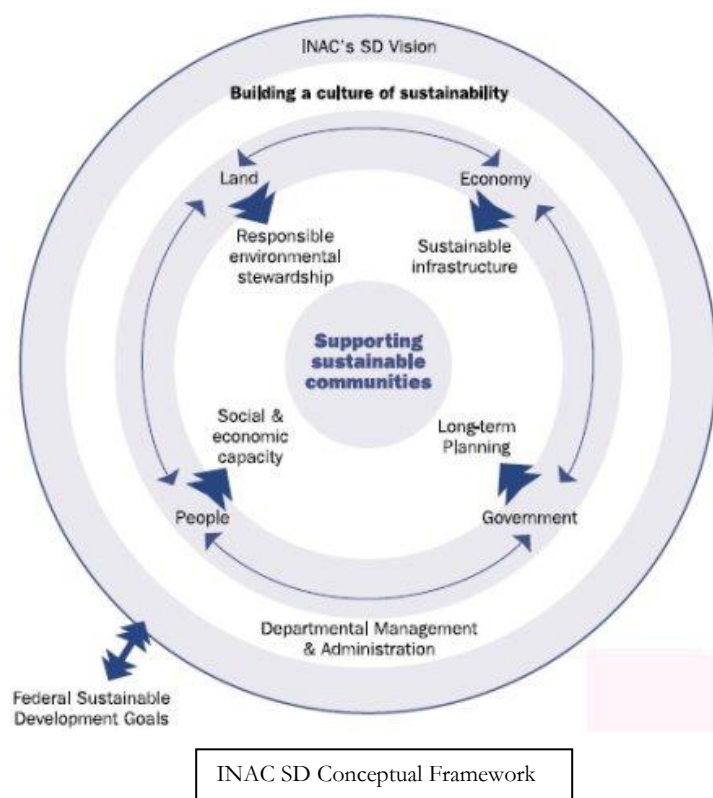 INAC's SD Vision
Building a culture of sustainability
Land
Economy
Responsible
environmental
stewardship
Sustainable
infrastructure
Supporting
sustainable
communities
Social &
economic
capacity
Long-term
Planning
People
Government
Departmental Management
& Administration
Federal Sustainable
Development Goals
INAC SD Conceptual Framework